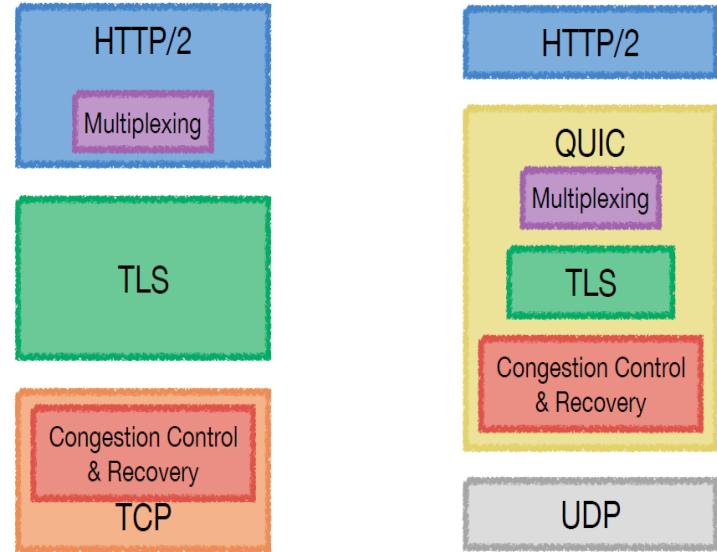 HTTP/2
Multiplexing
TLS
Congestion Control
& Recovery
TCP
HTTP/2
QUIC
Multiplexing
TLS
Congestion Control
& Recovery
UDP